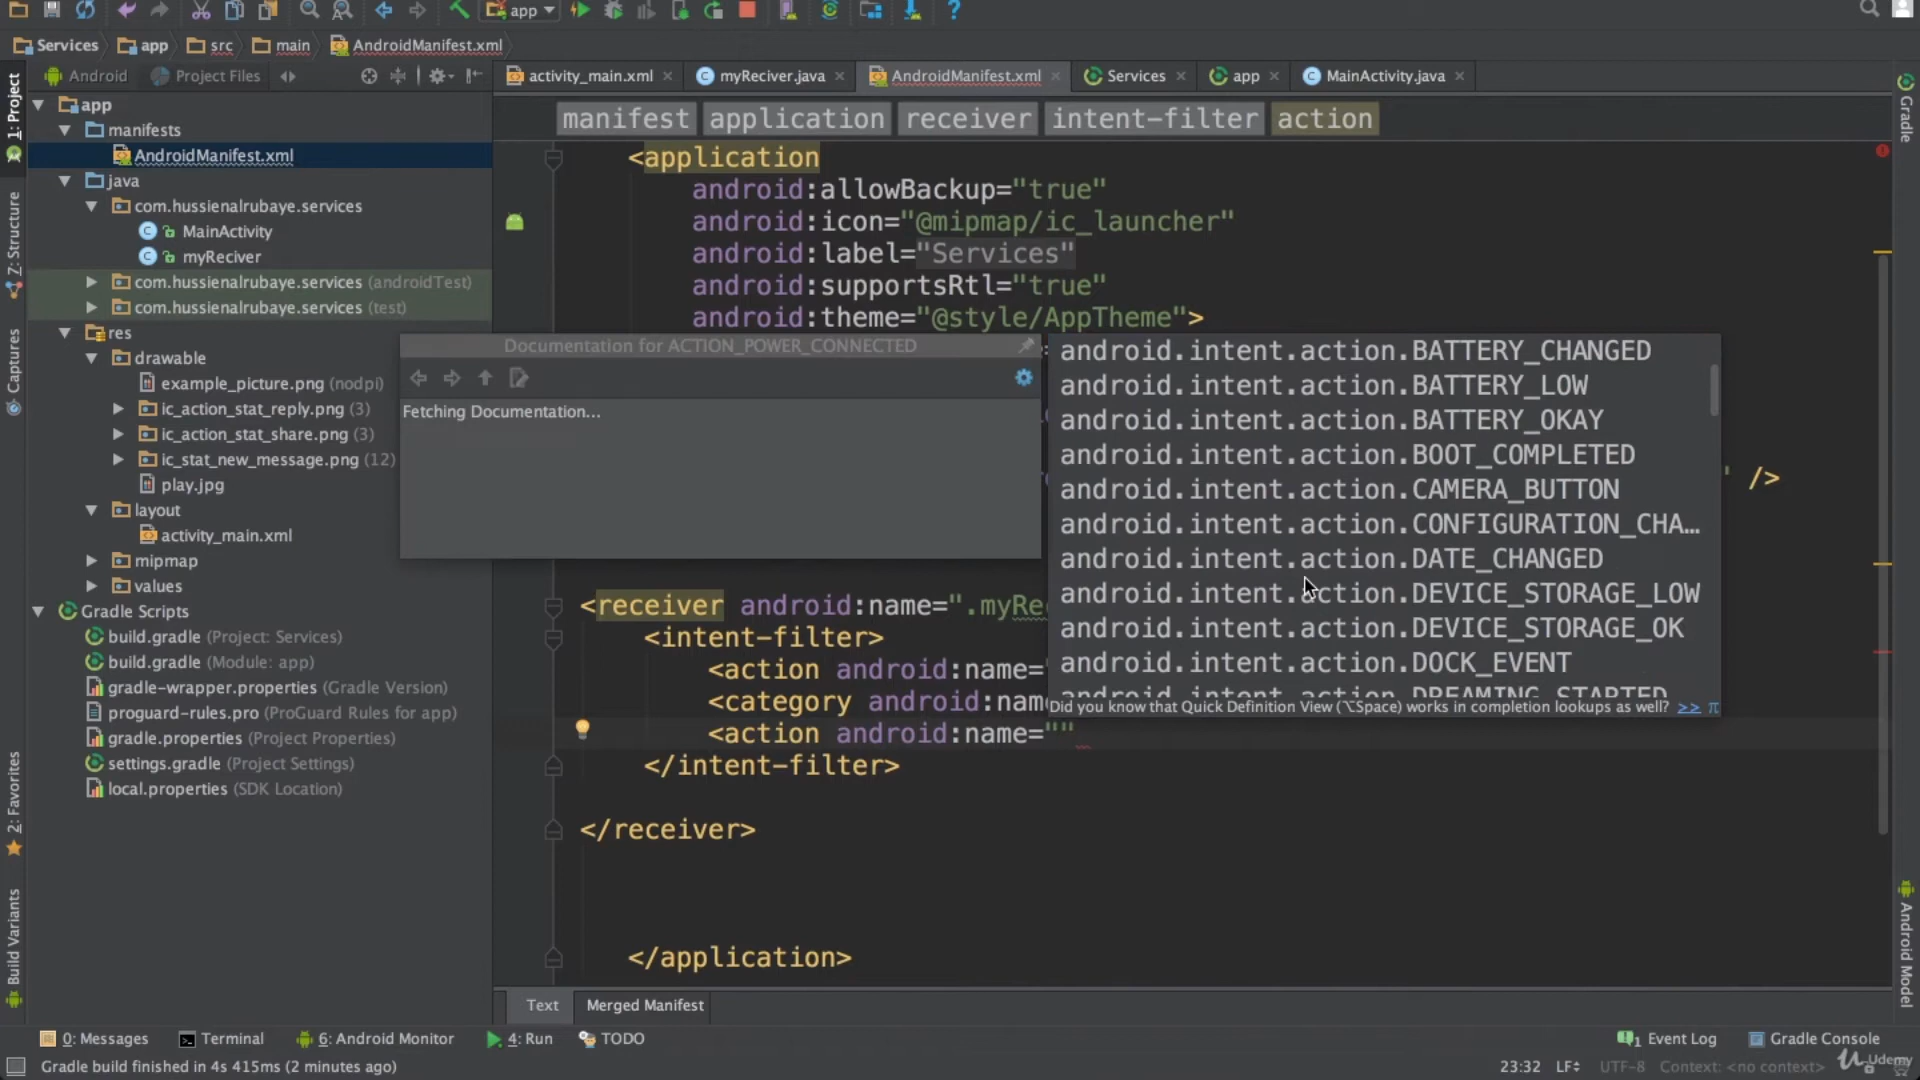 app
Services
app
src
main
AndroidManifest.xml
1: Project
Z: Structure
Captures
2: Favorites
Build Variants
Android
Project Files
app
manifests
AndroidManifest.xml
java
com.hussienalrubaye.services
MainActivity
myReciver
com.hussienalrubaye.services (androidTest)
com.hussienalrubaye.services (test)
res
drawable
example_picture.png (nodpi)
ic_action_stat_reply.png (3)
ic_action_stat_share.png (3)
ic_stat_new_message.png (12)
play.jpg
layout
activity_main.xml
mipmap
values
Gradle Scripts
build.gradle (Project: Services)
build.gradle (Module: app)
gradle-wrapper.properties (Gradle Version)
proguard-rules.pro (ProGuard Rules for app)
gradle.properties (Project Properties)
settings.gradle (Project Settings)
local.properties (SDK Location)
activity_main.xml
myReciver.java
AndroidManifest.xml
Services
app
MainActivity.java
manifest application receiver intent-filter action
<application
android:allowBackup="true"
android:icon="@mipmap/ic_launcher"
android:label="Services"
android:supportsRtl="true"
android:theme="@style/AppTheme">
Documentation for ACTION_POWER_CONNECTED
Fetching Documentation...
android.intent.action.BATTERY_CHANGED
android.intent.action.BATTERY_LOW
android.intent.action.BATTERY_OKAY
android.intent.action.BOOT_COMPLETED
android.intent.action.CAMERA_BUTTON
android.intent.action.CONFIGURATION_CHA…
android.intent.action.DATE_CHANGED
android.intent.action.DEVICE_STORAGE_LOW
android.intent.action.DEVICE_STORAGE_OK
android.intent.action.DOCK_EVENT
android.intent.action.DREAMING_STARTED
Did you know that Quick Definition View (⌥Space) works in completion lookups as well? >> π
" />
<receiver android:name=".myRe
<intent-filter>
<action android:name="
<category android:nam
<action android:name=""
</intent-filter>
</receiver>
</application>
Text
Merged Manifest
Gradle
Android Model
0: Messages
Terminal
6: Android Monitor
4: Run
TODO
1 Event Log
Gradle Console
Gradle build finished in 4s 415ms (2 minutes ago)
23:32 LF÷ UTF-8 Context: <no context>
Udemy